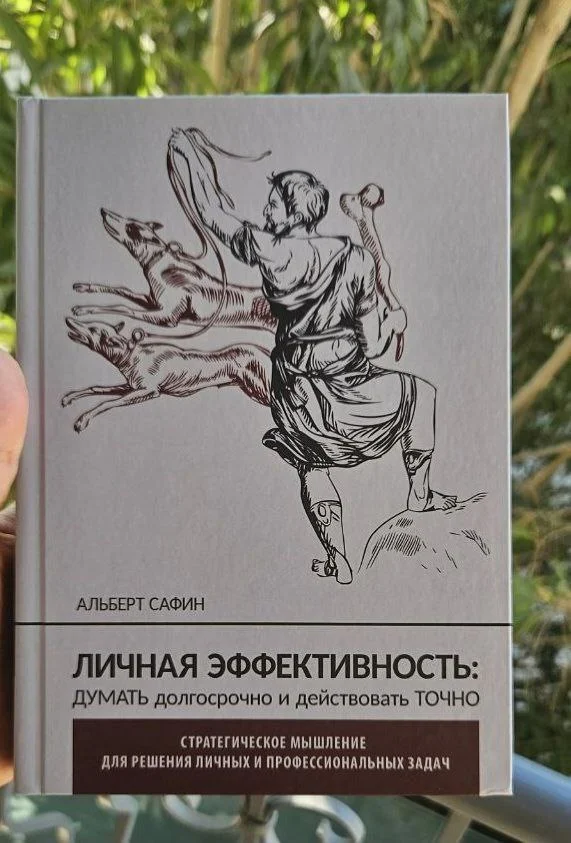 АЛЬБЕРТ САФИН
ЛИЧНАЯ ЭФФЕКТИВНОСТЬ:
ДУМАТЬ долгосрочно и действовать ТОЧНО
СТРАТЕГИЧЕСКОЕ МЫШЛЕНИЕ
ДЛЯ РЕШЕНИЯ ЛИЧНЫХ И ПРОФЕССИОНАЛЬНЫХ ЗАДАЧ